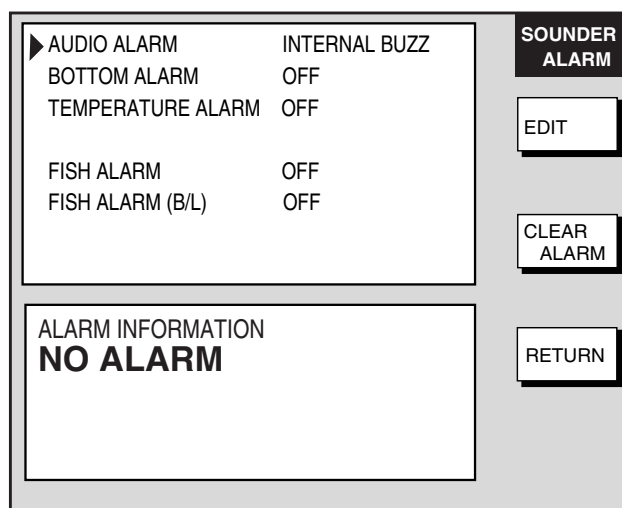 AUDIO ALARM INTERNAL BUZZ
BOTTOM ALARM OFF
TEMPERATURE ALARM OFF
FISH ALARM OFF
FISH ALARM (B/L) OFF
ALARM INFORMATION
NO ALARM
SOUNDER
ALARM
EDIT
CLEAR
ALARM
RETURN